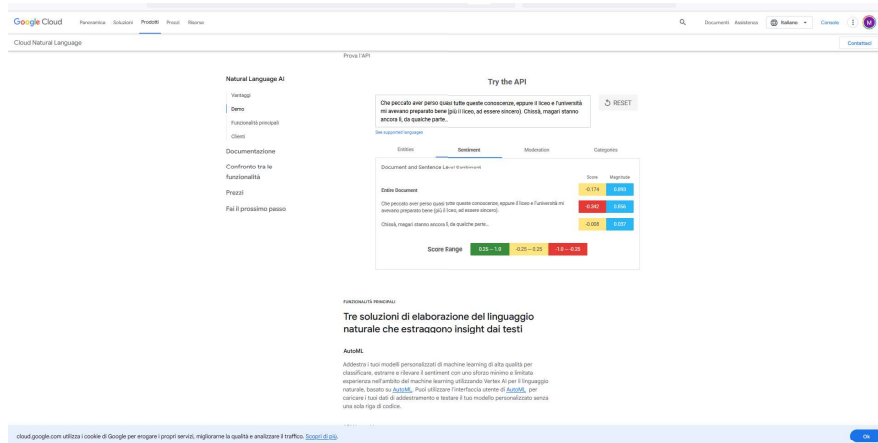 Google Cloud
Panoramica Soluzioni Prodotti Prezzi Risorse
Documenti Assistenza Italiano Console M
Cloud Natural Language
Contattaci
Prova l'API
Natural Language AI
Vantaggi
Demo
Funzionalità principali
Clienti
Documentazione
Confronto tra le
funzionalità
Prezzi
Fai il prossimo passo
Try the API
Che peccato aver perso quasi tutte queste conoscenze, eppure il liceo e l'università
mi avevano preparato bene (più il liceo, ad essere sincero). Chissà, magari stanno
ancora lì, da qualche parte...
RESET
See supported languages
Entities Sentiment Moderation Categories
Document and Sentence Level Sentiment
Score Magnitude
Entire Document -0.174 0.893
Che peccato aver perso quasi tutte queste conoscenze, eppure il liceo e l'università mi
avevano preparato bene (più il liceo, ad essere sincero).
-0.342 0.856
Chissà, magari stanno ancora lì, da qualche parte... -0.008 0.037
Score Range 0.25 — 1.0 -0.25 — 0.25 -1.0 — -0.25
FUNZIONALITÀ PRINCIPALI
Tre soluzioni di elaborazione del linguaggio
naturale che estraggono insight dai testi
AutoML
Addestra i tuoi modelli personalizzati di machine learning di alta qualità per
classificare, estrarre e rilevare il sentiment con uno sforzo minimo e limitata
esperienza nell'ambito del machine learning utilizzando Vertex AI per il linguaggio
naturale, basato su AutoML. Puoi utilizzare l'interfaccia utente di AutoML per
caricare i tuoi dati di addestramento e testare il tuo modello personalizzato senza
una sola riga di codice.
cloud.google.com utilizza i cookie di Google per erogare i propri servizi, migliorarne la qualità e analizzare il traffico. Scopri di più.
Ok